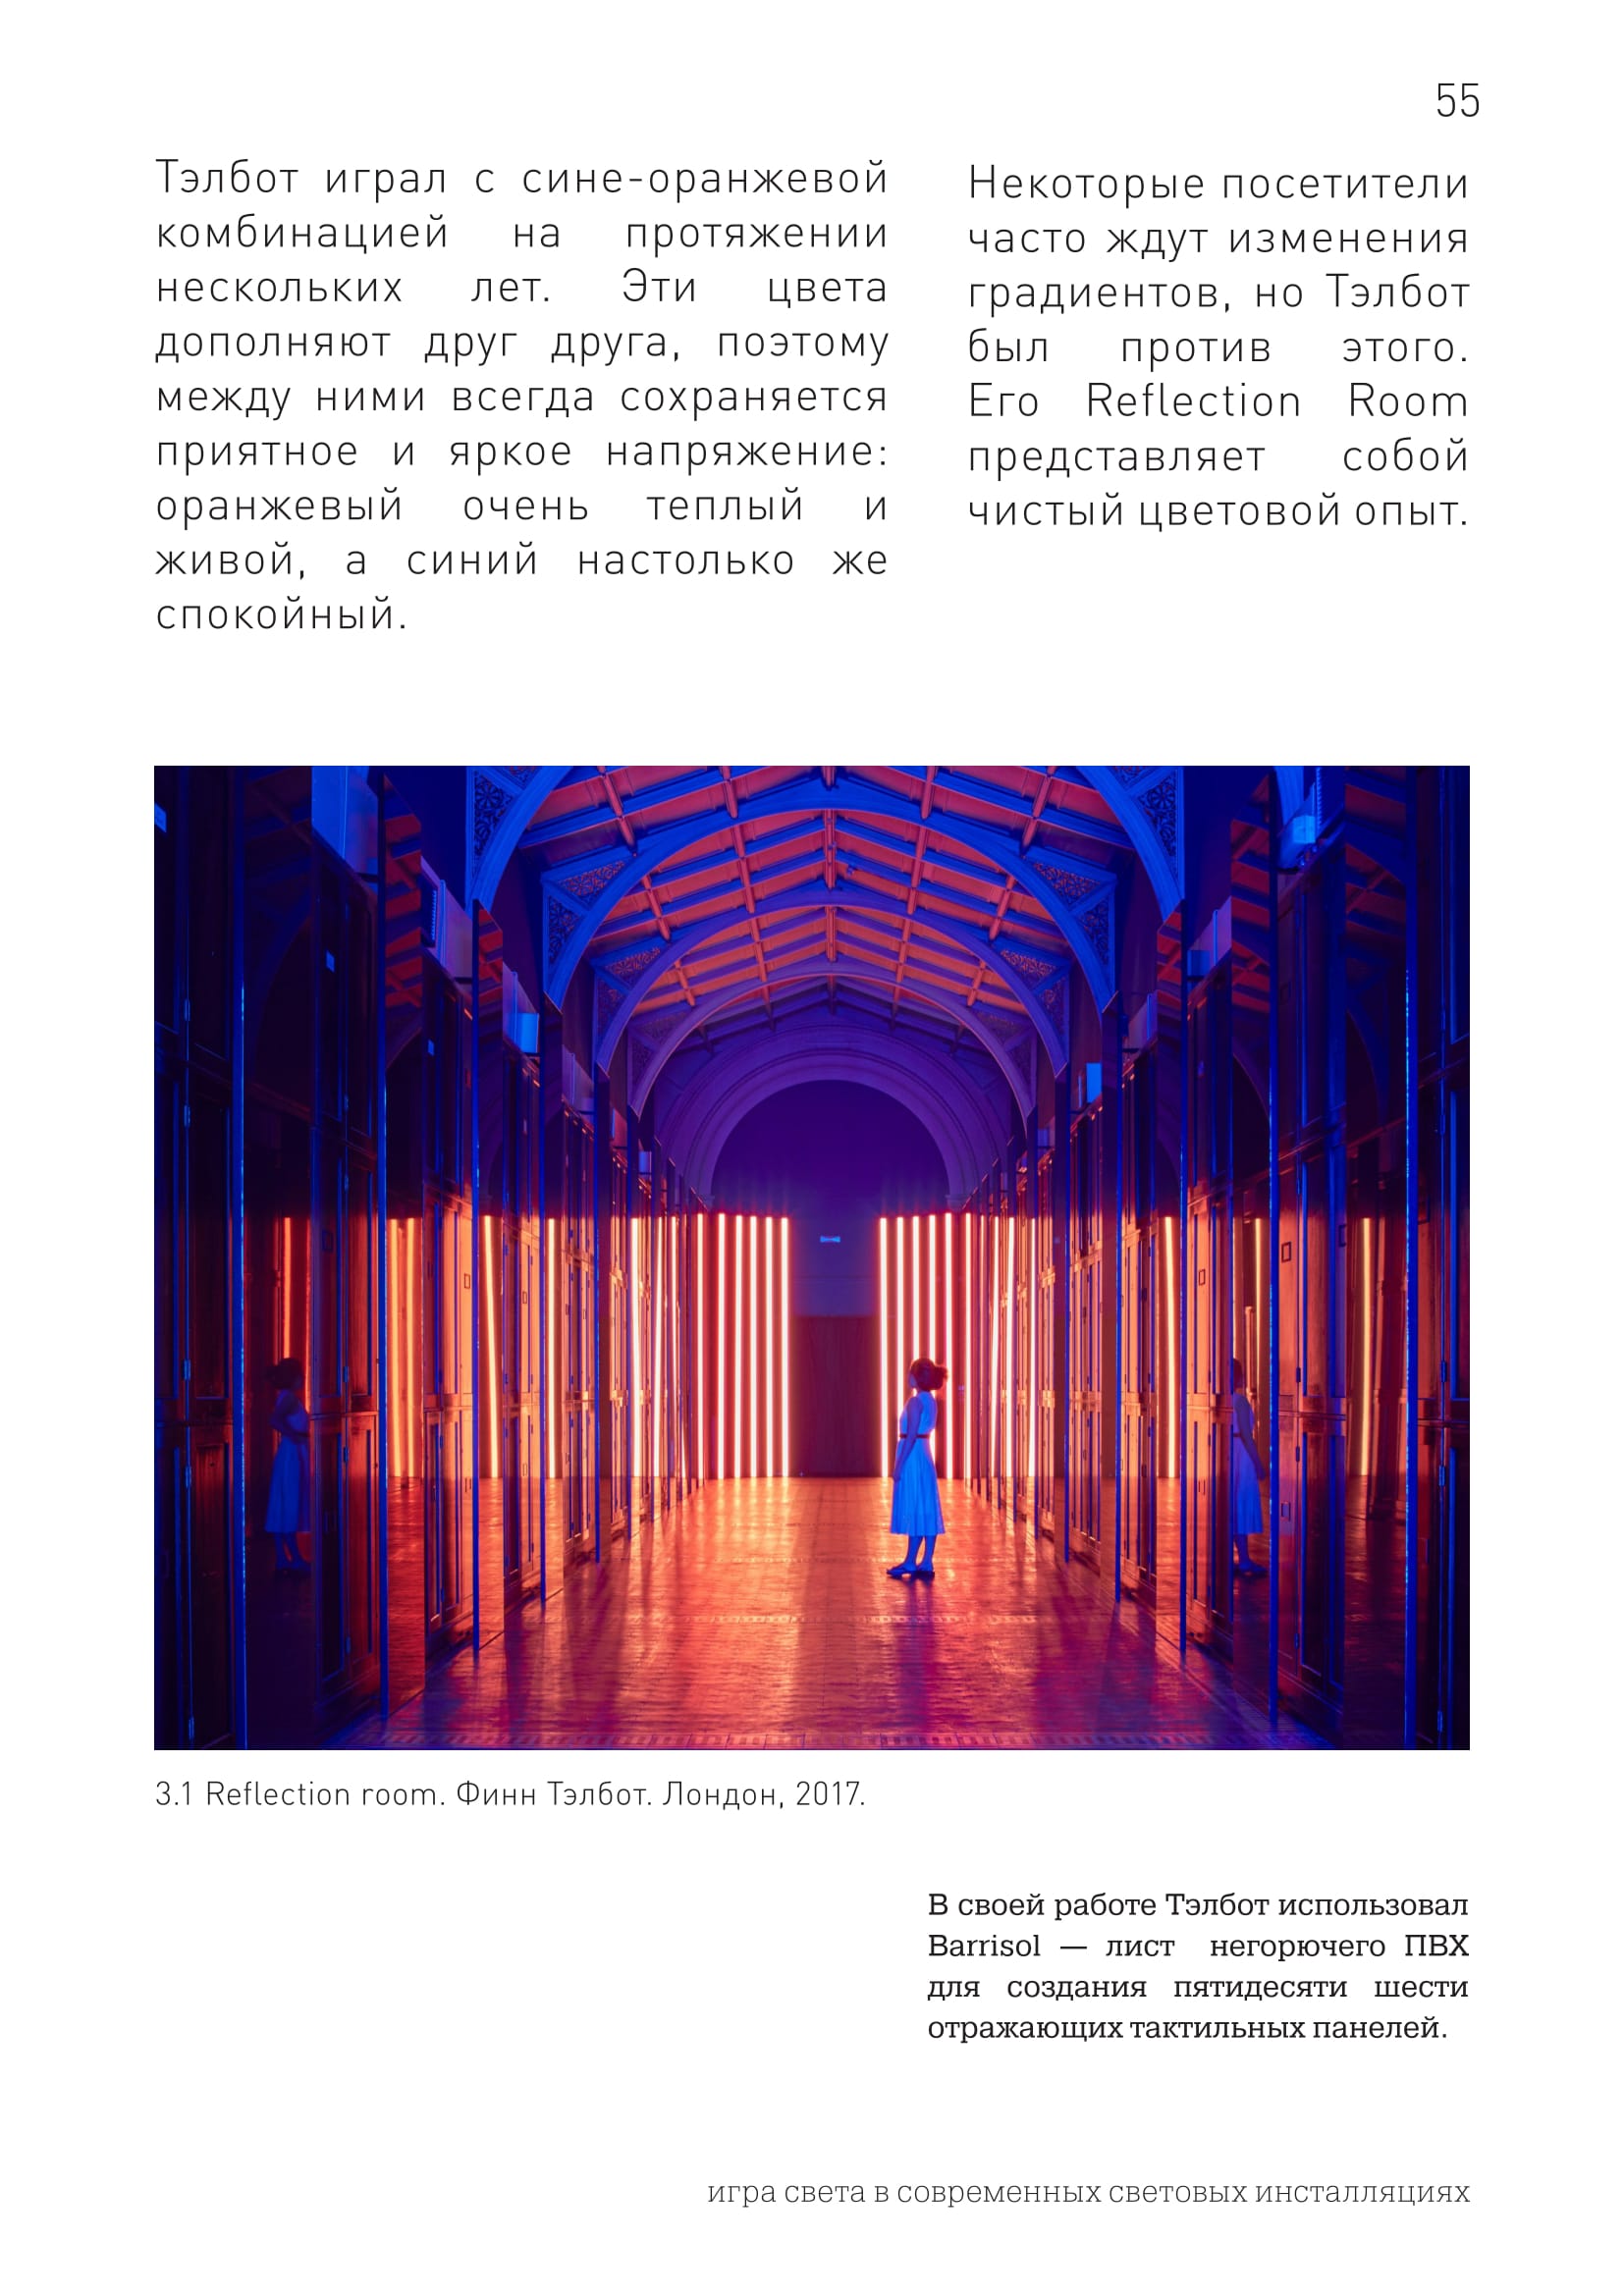 55
Тэлбот играл с сине-оранжевой
комбинацией на протяжении
нескольких лет. Эти цвета
дополняют друг друга, поэтому
между ними всегда сохраняется
приятное и яркое напряжение:
оранжевый очень теплый и
живой, а синий настолько же
спокойный.
Некоторые посетители
часто ждут изменения
градиентов, но Тэлбот
был против этого.
Его Reflection Room
представляет собой
чистый цветовой опыт.
3.1 Reflection room. Финн Тэлбот. Лондон, 2017.
В своей работе Тэлбот использовал
Barrisol — лист негорючего ПВХ
для создания пятидесяти шести
отражающих тактильных панелей.
игра света в современных световых инсталляциях